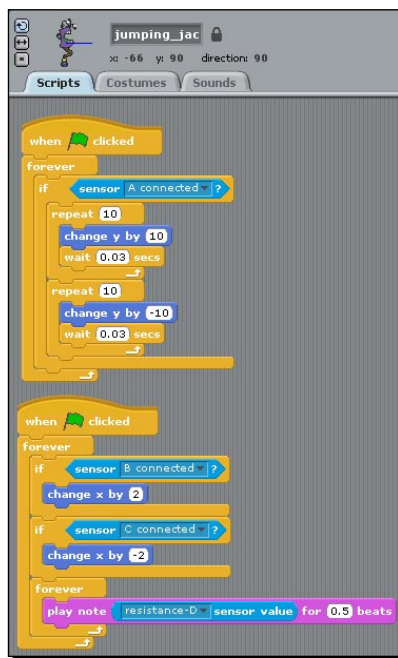 jumping_jac
x: -66 y: 90 direction: 90
Scripts Costumes Sounds
when clicked
forever
if sensor A connected ?
repeat 10
change y by 10
wait 0.03 secs
repeat 10
change y by -10
wait 0.03 secs
when clicked
forever
if sensor B connected ?
change x by 2
if sensor C connected ?
change x by -2
forever
play note resistance-D sensor value for 0.5 beats